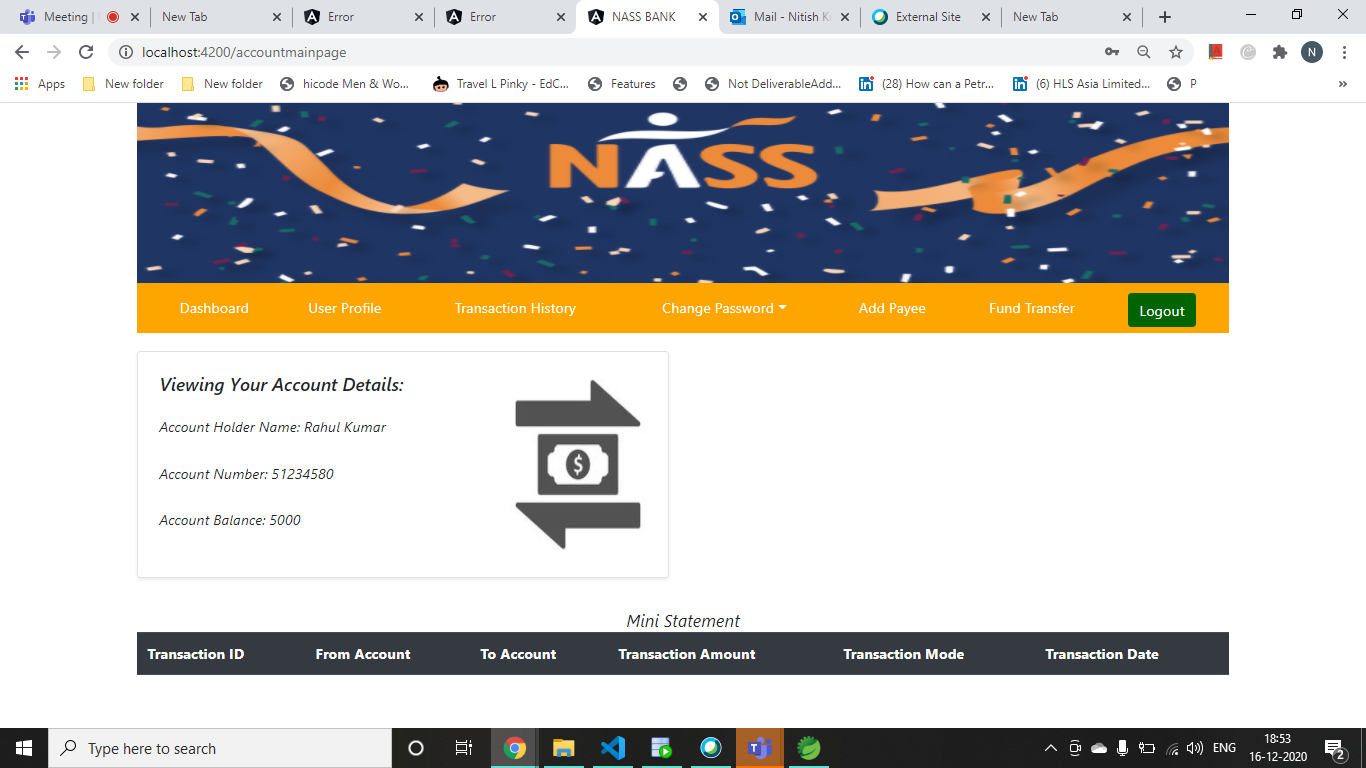 Meeting |
New Tab
Error
Error
NASS BANK
Mail - Nitish K
External Site
New Tab
localhost:4200/accountmainpage
N
Apps
New folder
New folder
hicode Men & Wo...
Travel L Pinky - EdC...
Features
Not DeliverableAdd...
(28) How can a Petr...
(6) HLS Asia Limited...
P
»
NASS
Dashboard
User Profile
Transaction History
Change Password
Add Payee
Fund Transfer
Logout
Viewing Your Account Details:
Account Holder Name: Rahul Kumar
Account Number: 51234580
Account Balance: 5000
$
Mini Statement
Transaction ID From Account To Account Transaction Amount Transaction Mode Transaction Date
Type here to search
ENG
18:53
16-12-2020
2